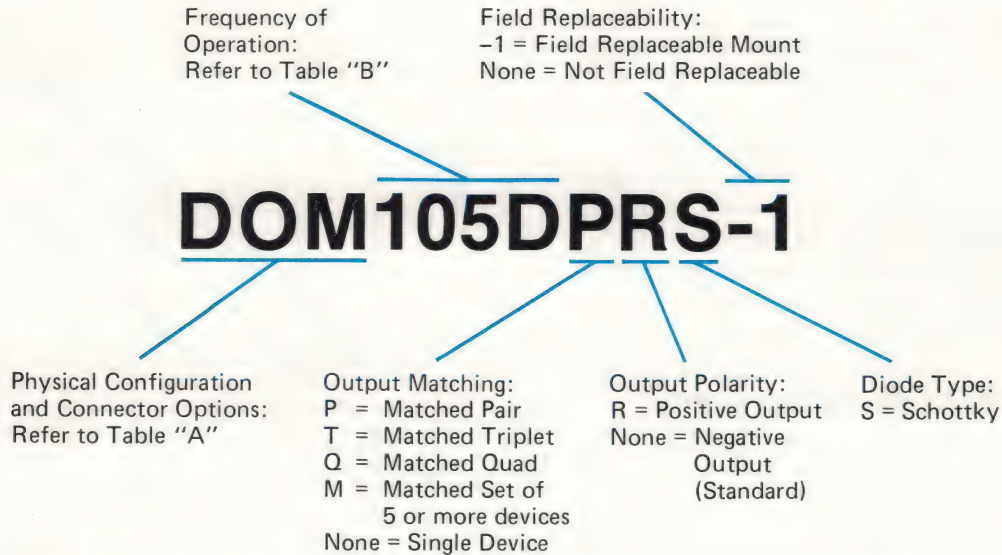 Frequency of
Operation:
Refer to Table "B"
Field Replaceability:
–1 = Field Replaceable Mount
None = Not Field Replaceable
DOM105DPRS-1
Physical Configuration
and Connector Options:
Refer to Table "A"
Output Matching:
P = Matched Pair
T = Matched Triplet
Q = Matched Quad
M = Matched Set of
5 or more devices
None = Single Device
Output Polarity:
R = Positive Output
None = Negative
Output
(Standard)
Diode Type:
S = Schottky